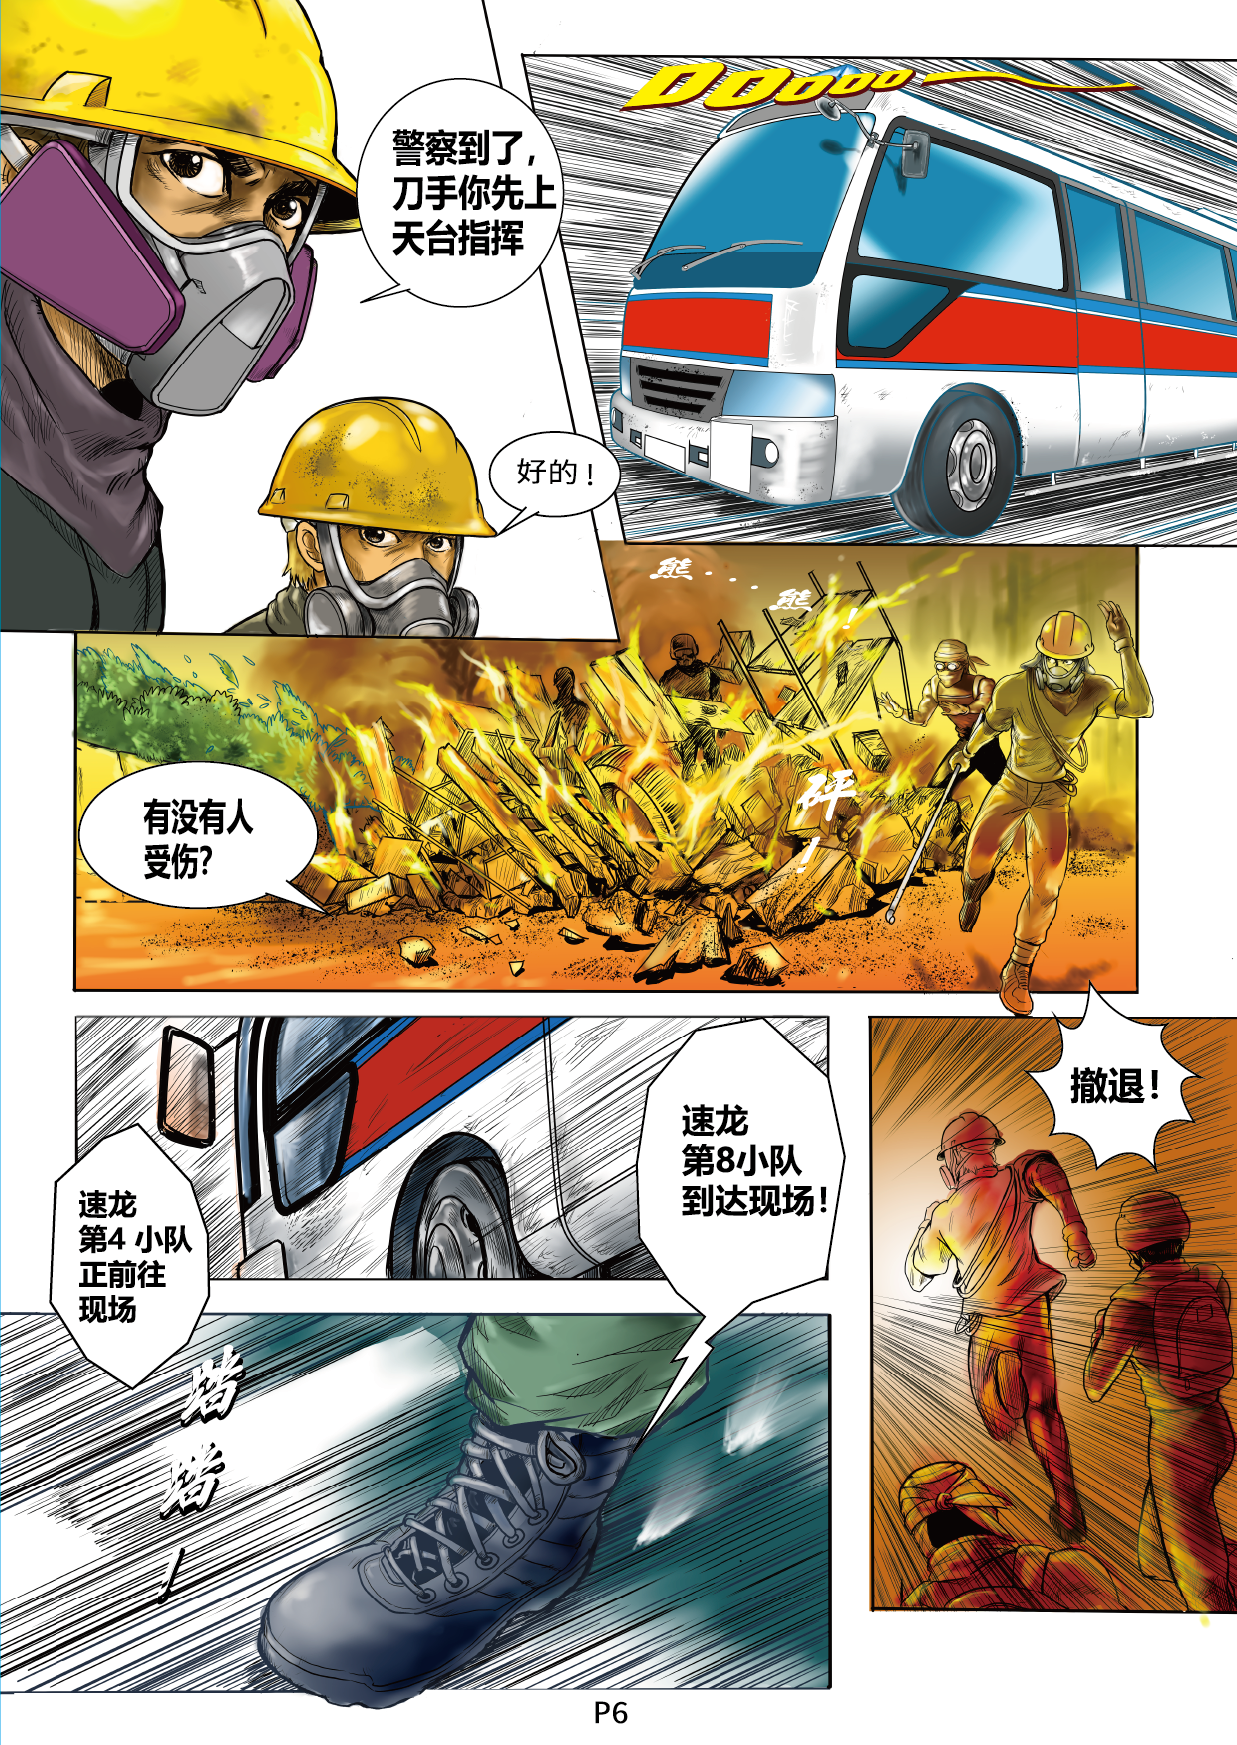 警察到了，
刀手你先上
天台指挥
DDDDD
好的！
熊．．．
熊！
有没有人
受伤？
砰！
撤退！
速龙
第8小队
到达现场！
速龙
第4 小队
正前往
现场
踏
踏
P6